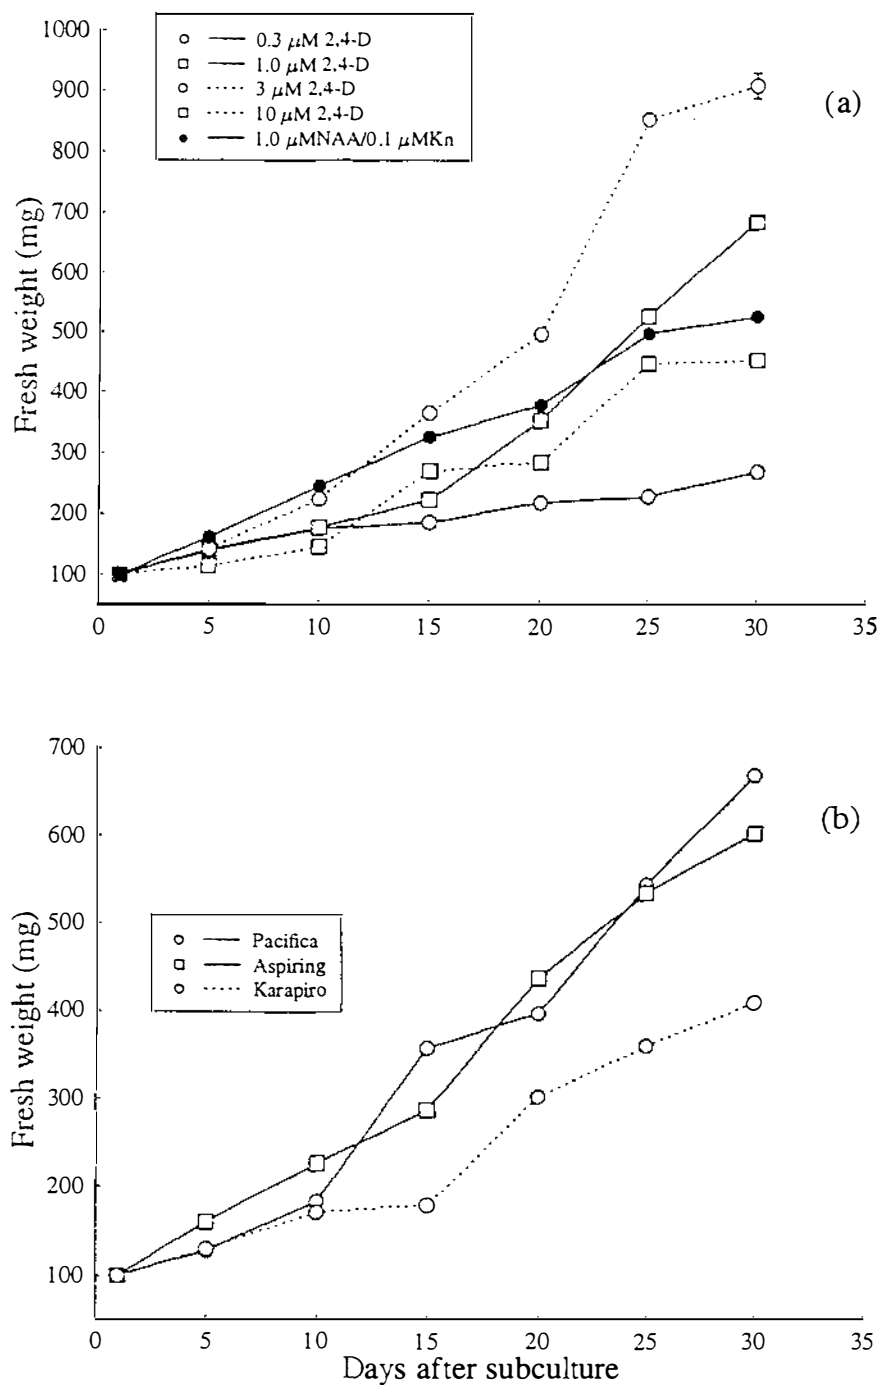 1000
900
800
700
600
500
400
300
200
100
Fresh weight (mg)
0.3 μM 2,4-D
1.0 μM 2,4-D
3 μM 2,4-D
10 μM 2,4-D
1.0 μMNAA/0.1 μMKn
(a)
0 5 10 15 20 25 30 35
700
600
500
400
300
200
100
Fresh weight (mg)
Pacifica
Aspiring
Karapiro
(b)
0 5 10 15 20 25 30 35
Days after subculture